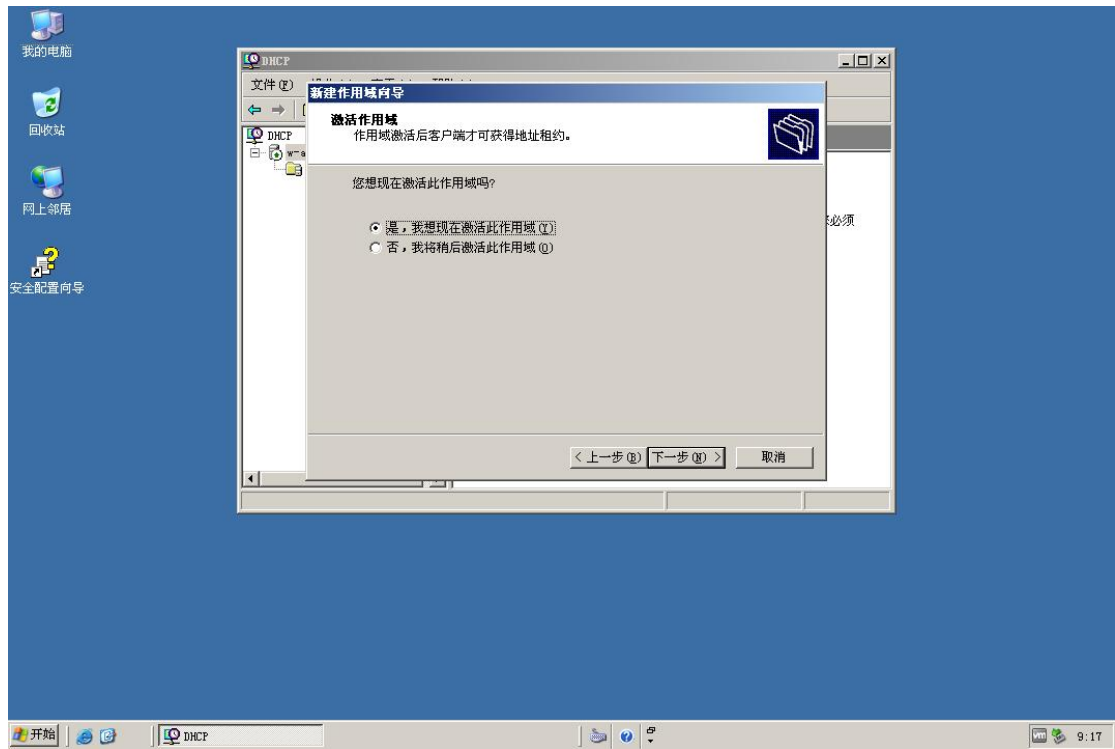 我的电脑
回收站
网上邻居
安全配置向导
DHCP
文件(F)
新建作用域向导
激活作用域
作用域激活后客户端才可获得地址租约。
DHCP
您想现在激活此作用域吗?
是，我想现在激活此作用域(Y)
否，我将稍后激活此作用域(O)
必须
< 上一步(B)
下一步(N) >
取消
开始
DHCP
9:17